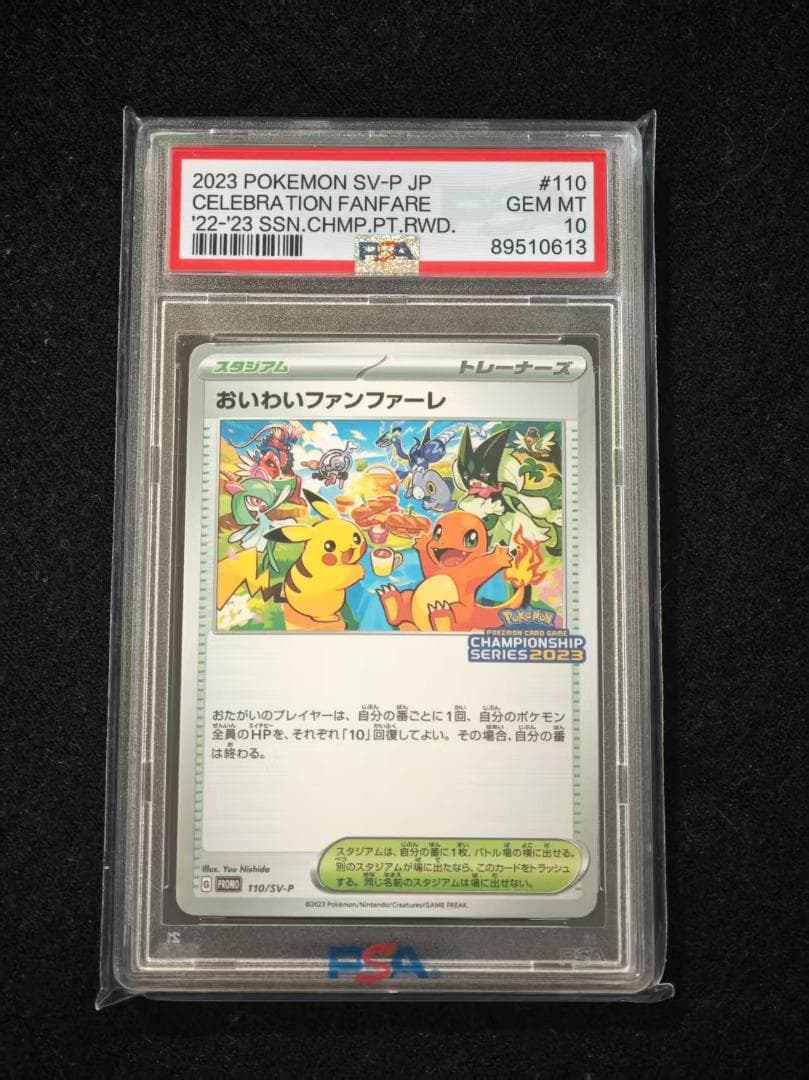 2023 POKEMON SV-P JP #110
CELEBRATION FANFARE GEM MT
'22-'23 SSN.CHMP.PT.RWD. 10
PSA 89510613
スタジアム トレーナーズ
おいわいファンファーレ
POKÉMON
POKÉMON CARD GAME
CHAMPIONSHIP
SERIES 2023
おたがいのプレイヤーは、自分の番ごとに1回、自分のポケモン
全員のHPを、それぞれ「10」回復してよい。その場合、自分の番
は終わる。
スタジアムは、自分の番に1枚、バトル場の横に出せる。
別のスタジアムが場に出たなら、このカードをトラッシュ
する。同じ名前のスタジアムは場に出せない。
Illus. Yuu Nishida
G PROMO 110/SV-P
©2023 Pokémon/Nintendo/Creatures/GAME FREAK.
PSA